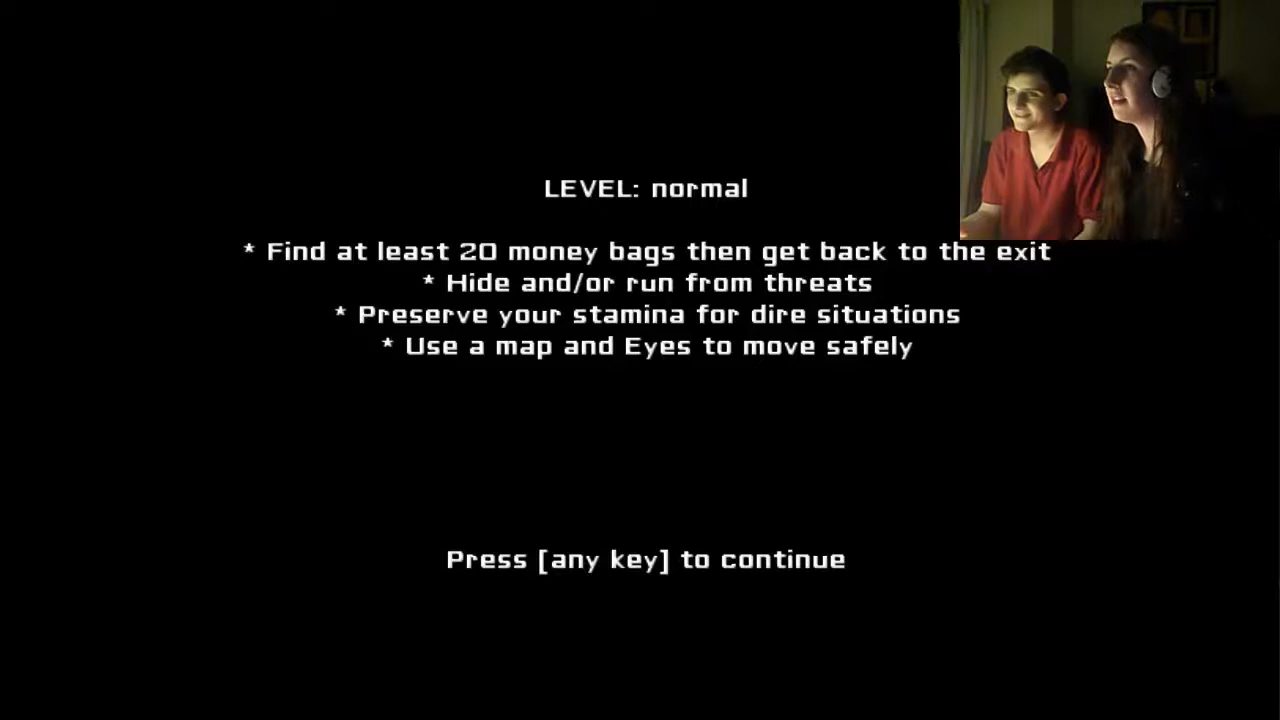 LEVEL: normal
* Find at least 20 money bags then get back to the exit
* Hide and/or run from threats
* Preserve your stamina for dire situations
* Use a map and Eyes to move safely
Press [any key] to continue